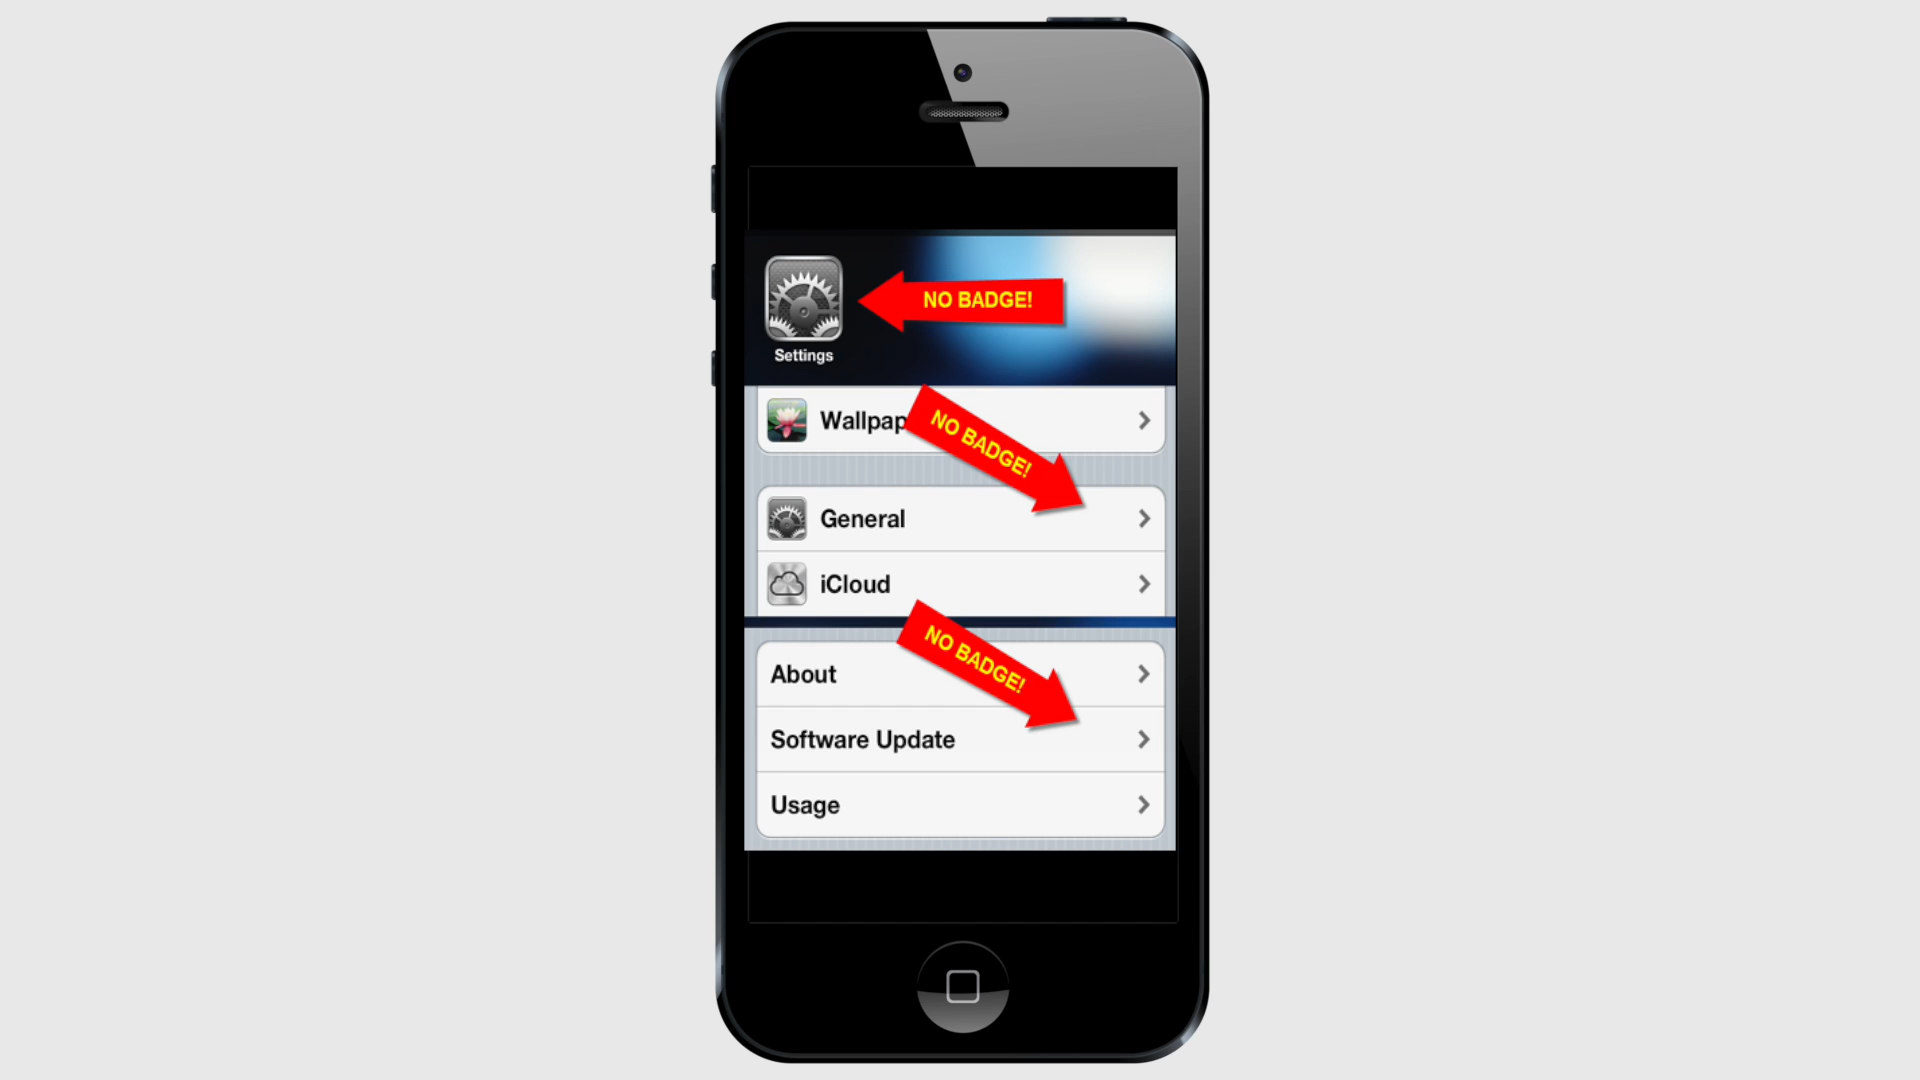 NO BADGE!
Settings
Wallpap
NO BADGE!
General
iCloud
NO BADGE!
About
Software Update
Usage